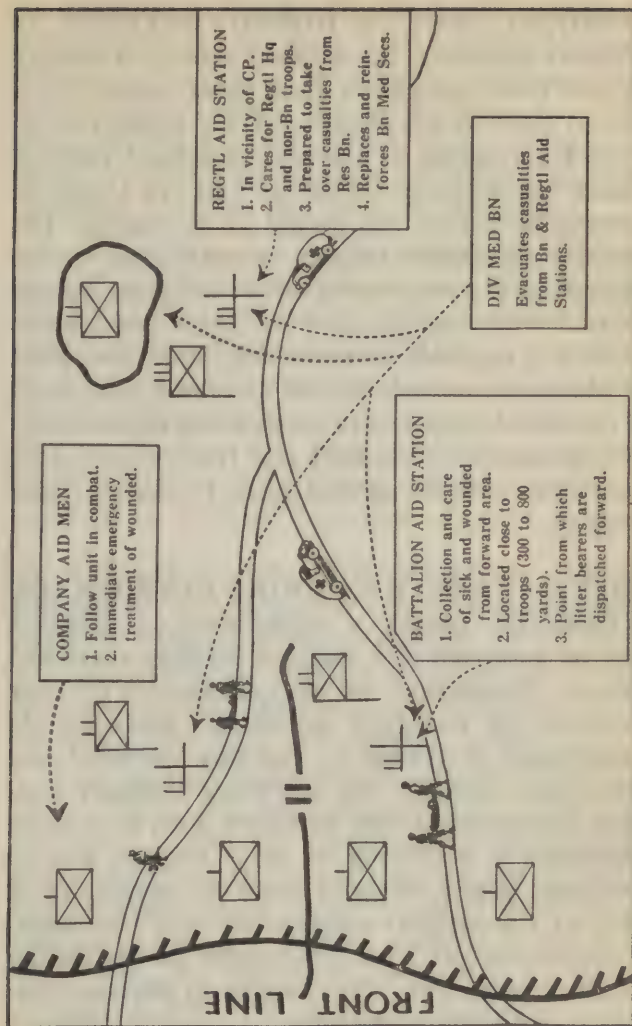 FRONT LINE
COMPANY AID MEN
1. Follow unit in combat.
2. Immediate emergency
treatment of wounded.
REGTL AID STATION
1. In vicinity of CP.
2. Cares for Regtl Hq
and non-Bn troops.
3. Prepared to take
over casualties from
Res Bn.
4. Replaces and rein-
forces Bn Med Secs.
BATTALION AID STATION
1. Collection and care
of sick and wounded
from forward area.
2. Located close to
troops (300 to 800
yards).
3. Point from which
litter bearers are
dispatched forward.
DIV MED BN
Evacuates casualties
from Bn & Regtl Aid
Stations.